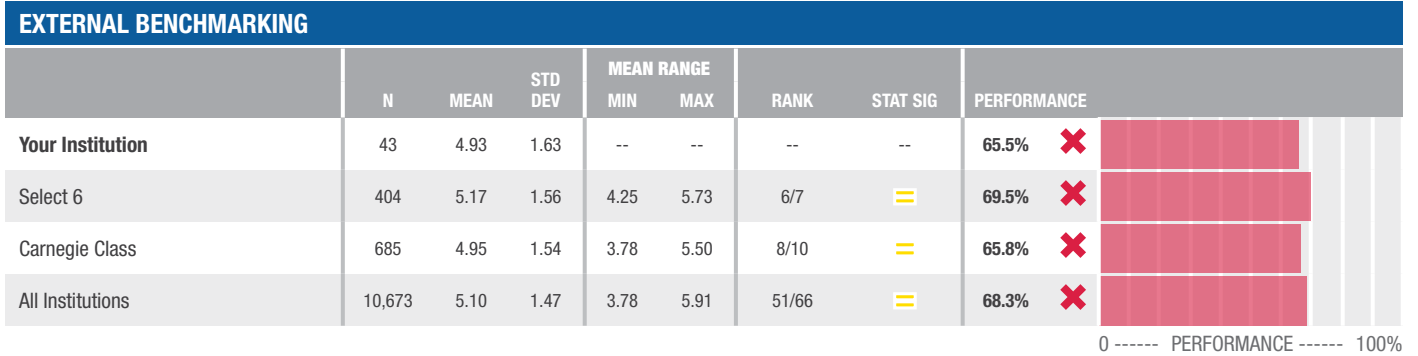 EXTERNAL BENCHMARKING
N MEAN STD DEV MEAN RANGE MIN MAX RANK STAT SIG PERFORMANCE
Your Institution 43 4.93 1.63 -- -- -- -- 65.5%
Select 6 404 5.17 1.56 4.25 5.73 6/7 = 69.5%
Carnegie Class 685 4.95 1.54 3.78 5.50 8/10 = 65.8%
All Institutions 10,673 5.10 1.47 3.78 5.91 51/66 = 68.3%
0 ------ PERFORMANCE ------ 100%